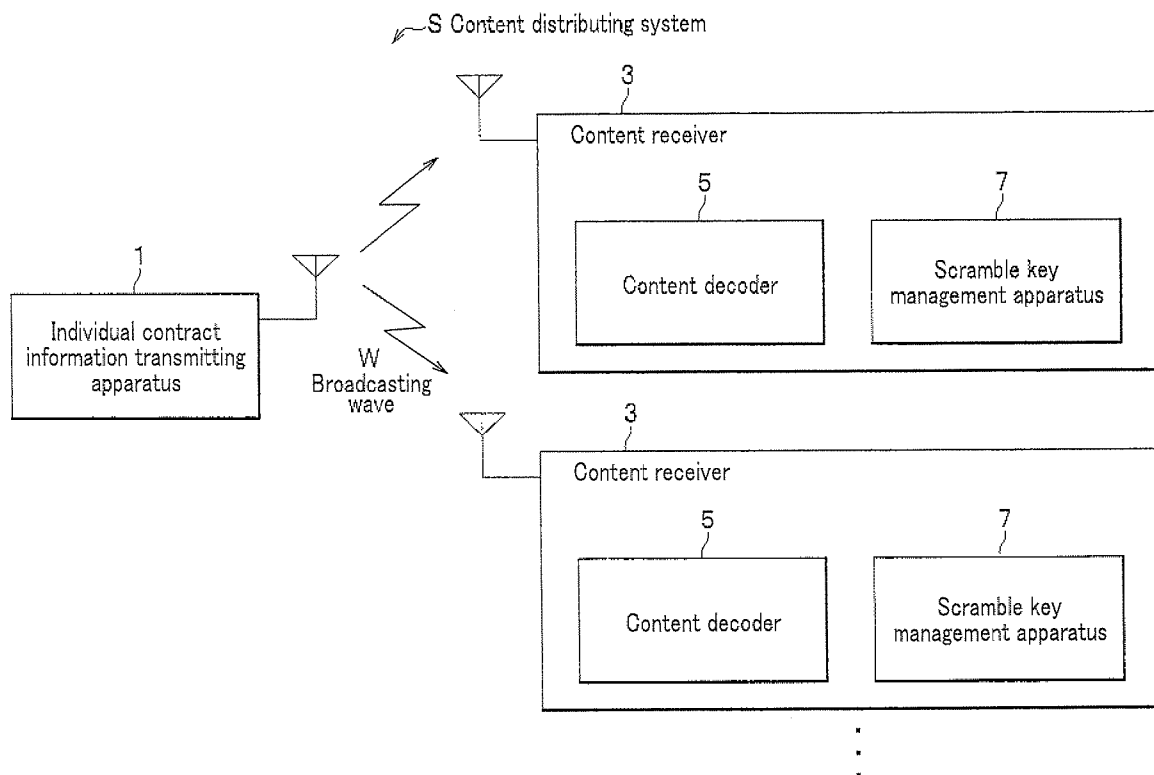 S Content distributing system
3
Content receiver
5
7
Content decoder
Scramble key
management apparatus
1
Individual contract
information transmitting
apparatus
W
Broadcasting
wave
3
Content receiver
5
7
Content decoder
Scramble key
management apparatus